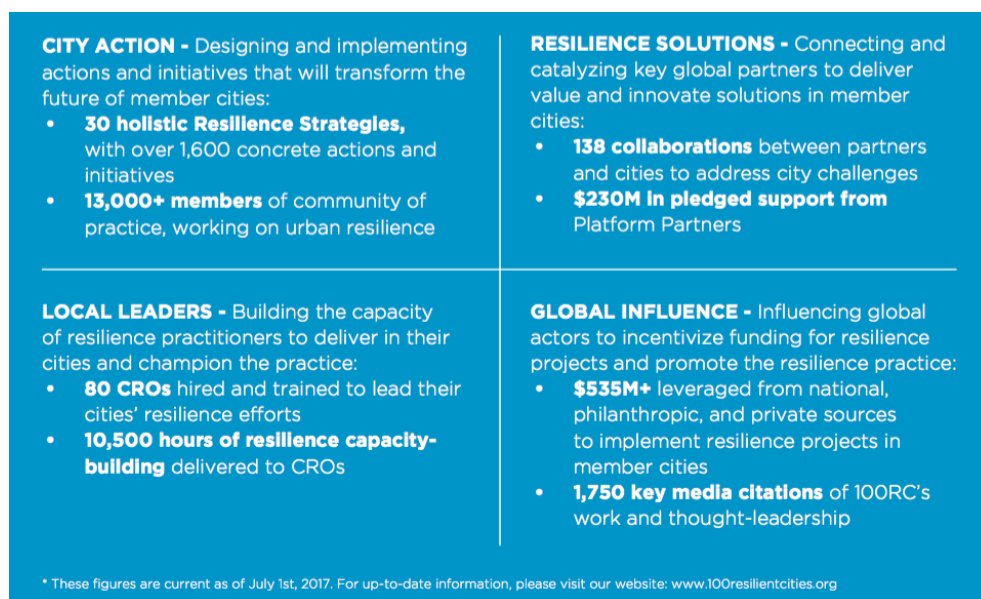 CITY ACTION - Designing and implementing
actions and initiatives that will transform the
future of member cities:
• 30 holistic Resilience Strategies,
with over 1,600 concrete actions and
initiatives
• 13,000+ members of community of
practice, working on urban resilience
RESILIENCE SOLUTIONS - Connecting and
catalyzing key global partners to deliver
value and innovate solutions in member
cities:
• 138 collaborations between partners
and cities to address city challenges
• $230M in pledged support from
Platform Partners
LOCAL LEADERS - Building the capacity
of resilience practitioners to deliver in their
cities and champion the practice:
• 80 CROs hired and trained to lead their
cities' resilience efforts
• 10,500 hours of resilience capacity-
building delivered to CROs
GLOBAL INFLUENCE - Influencing global
actors to incentivize funding for resilience
projects and promote the resilience practice:
• $535M+ leveraged from national,
philanthropic, and private sources
to implement resilience projects in
member cities
• 1,750 key media citations of 100RC's
work and thought-leadership
* These figures are current as of July 1st, 2017. For up-to-date information, please visit our website: www.100resilientcities.org